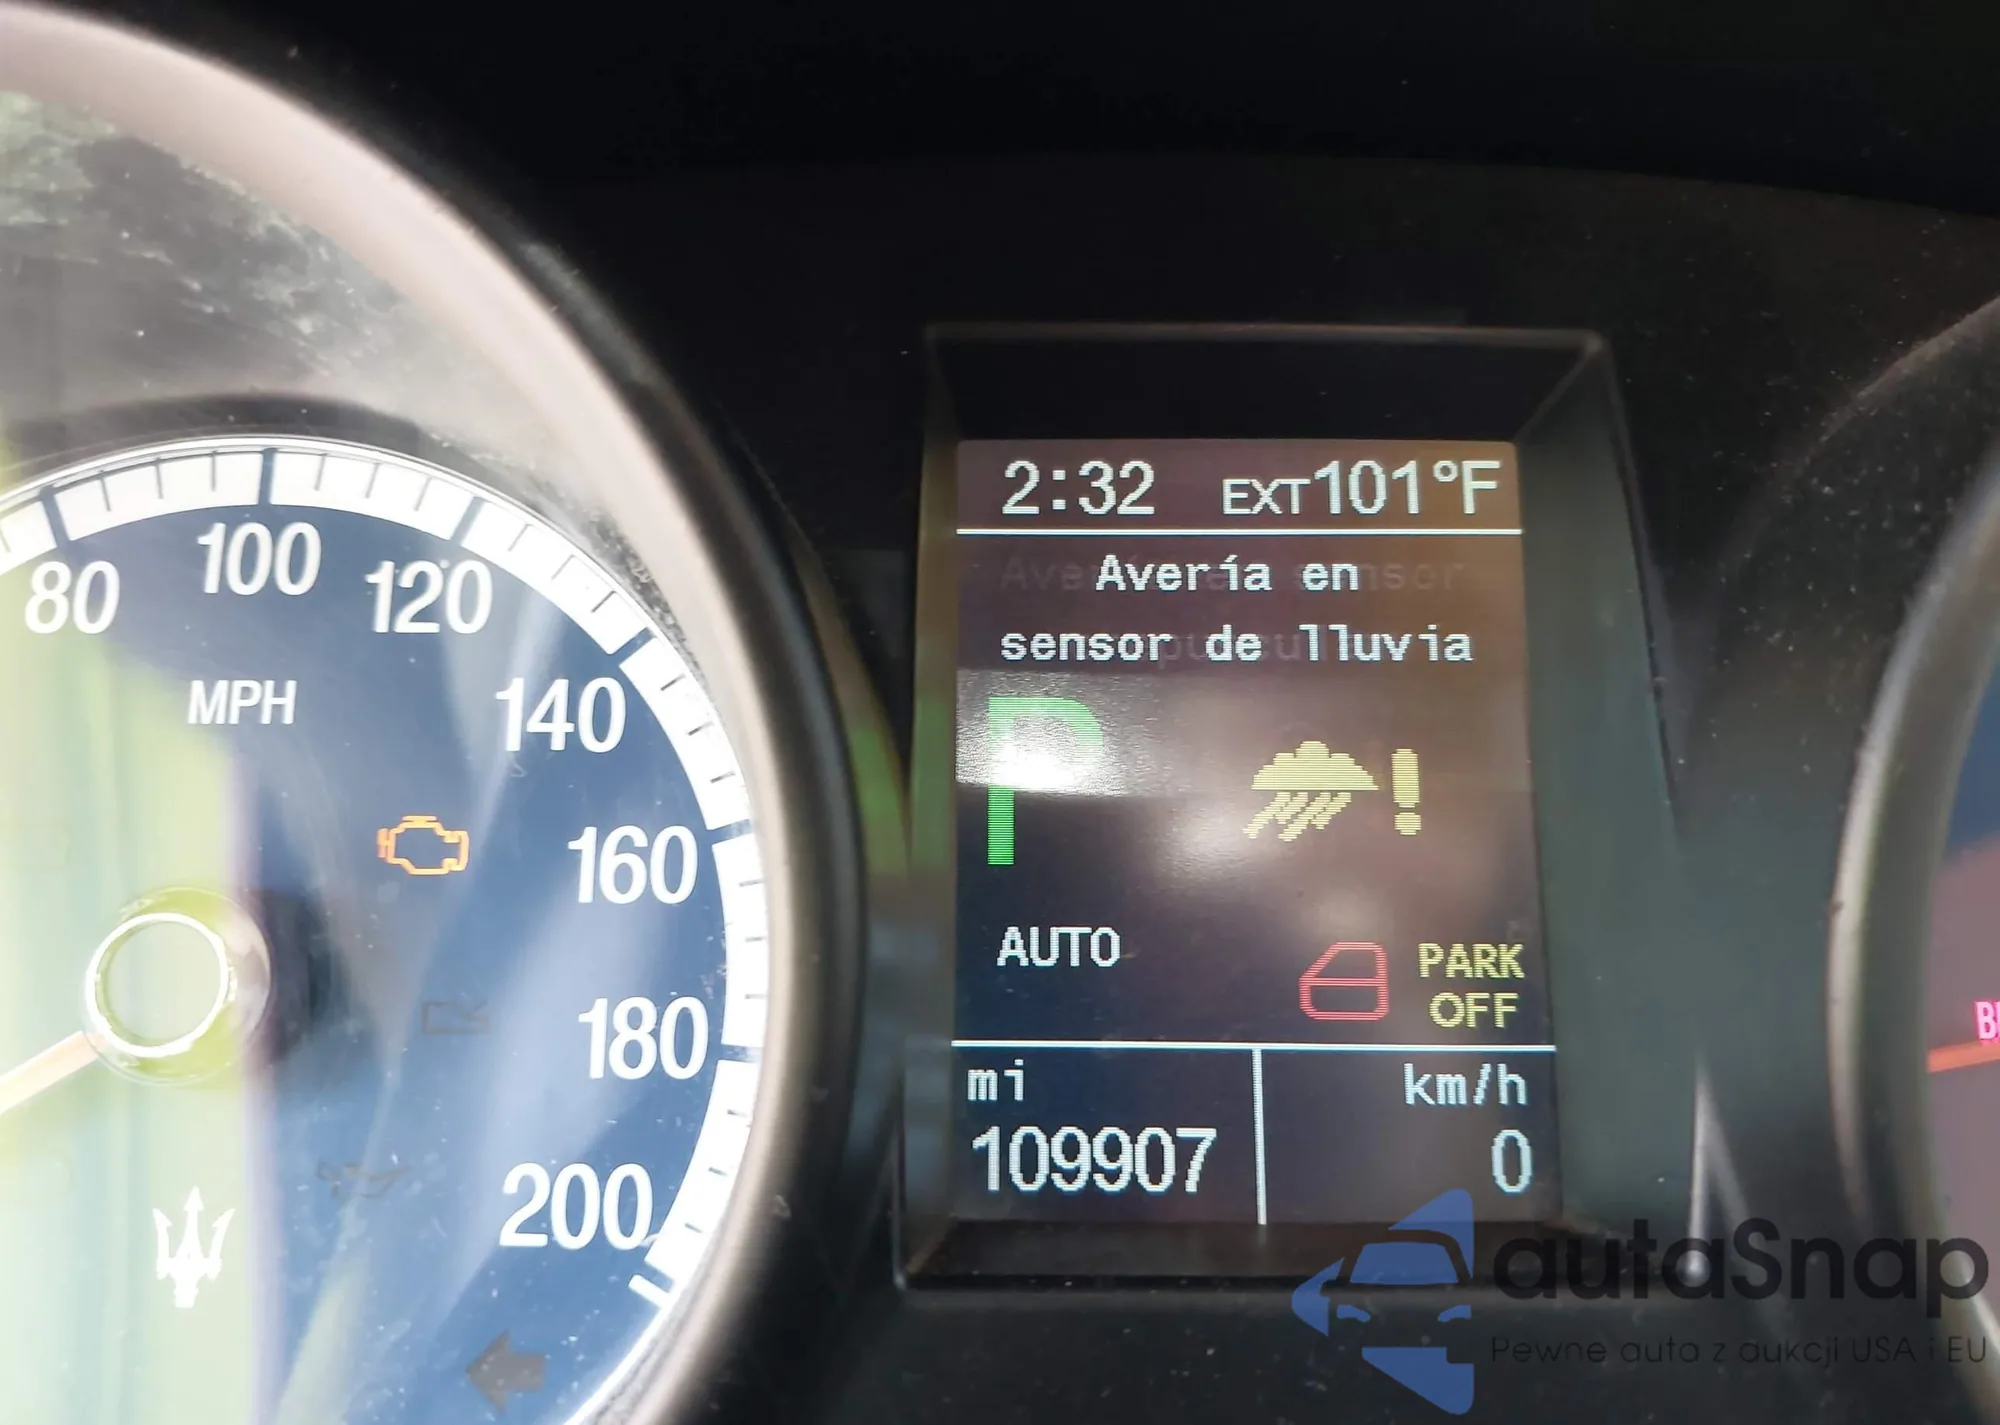 80
100
120
140
160
180
200
MPH
2:32 EXT101°F
Avería en
sensor de lluvia
P
!
AUTO
PARK
OFF
mi
km/h
109907
0
autaSnap
Pewne auta z aukcji USA i EU